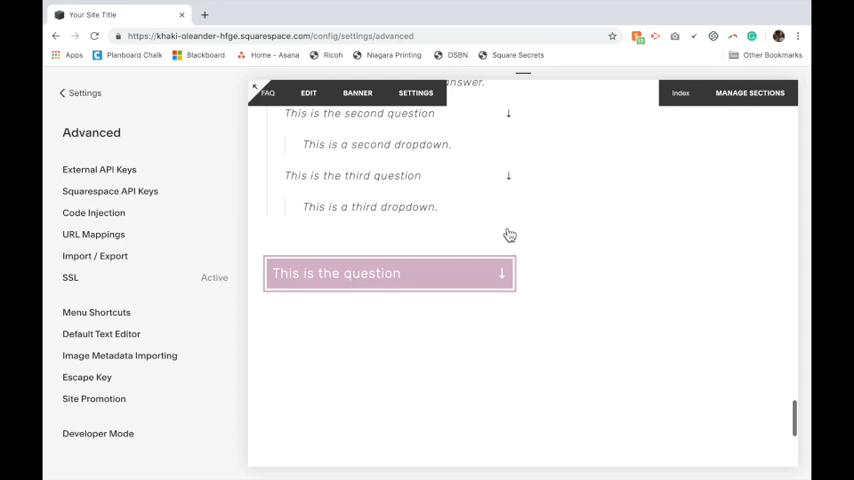 Your Site Title
https://khaki-oleander-hfge.squarespace.com/config/settings/advanced
Apps Planboard Chalk Blackboard Home - Asana Ricoh Niagara Printing DSBN Square Secrets Other Bookmarks
Settings
Advanced
External API Keys
Squarespace API Keys
Code Injection
URL Mappings
Import / Export
SSL Active
Menu Shortcuts
Default Text Editor
Image Metadata Importing
Escape Key
Site Promotion
Developer Mode
FAQ EDIT BANNER SETTINGS
Index MANAGE SECTIONS
answer.
This is the second question
This is a second dropdown.
This is the third question
This is a third dropdown.
This is the question